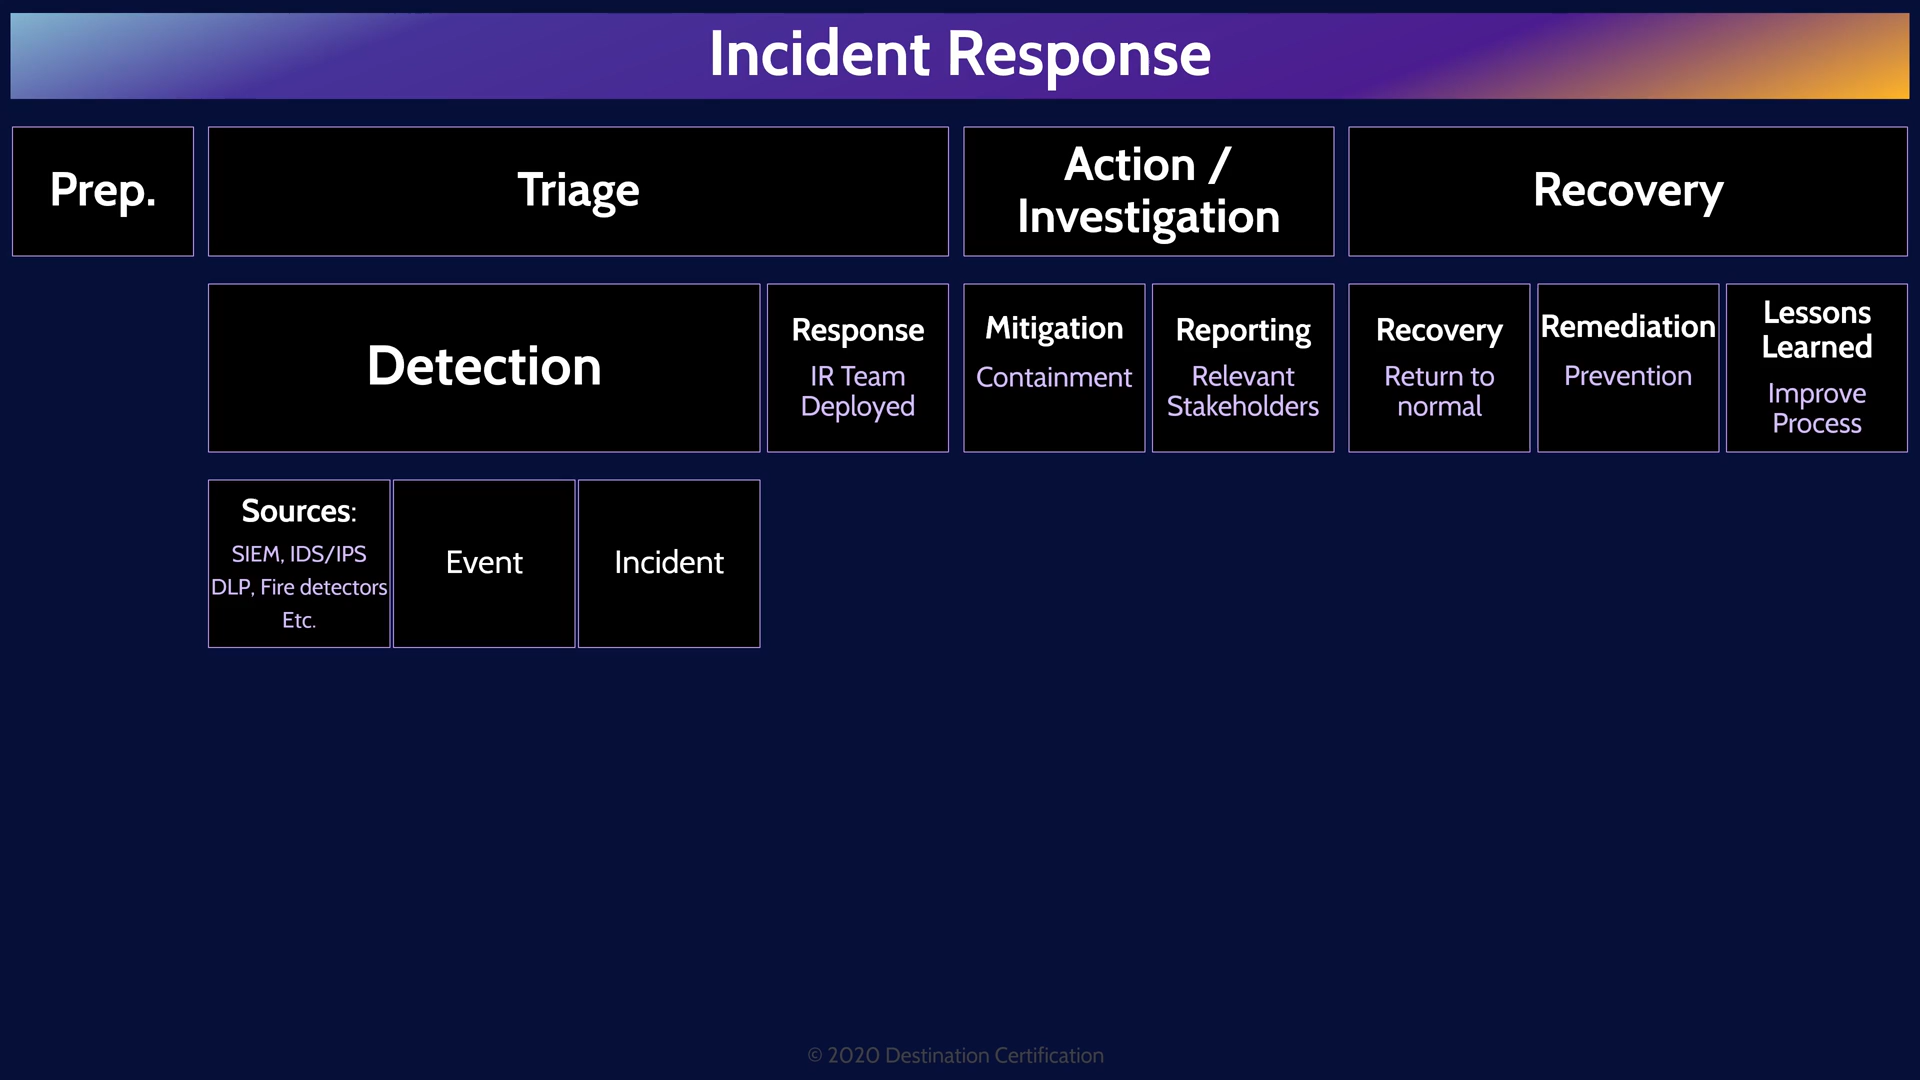 Incident Response
Prep.
Triage
Action /
Investigation
Recovery
Detection
Response
IR Team
Deployed
Mitigation
Containment
Reporting
Relevant
Stakeholders
Recovery
Return to
normal
Remediation
Prevention
Lessons
Learned
Improve
Process
Sources:
SIEM, IDS/IPS
DLP, Fire detectors
Etc.
Event
Incident
© 2020 Destination Certification